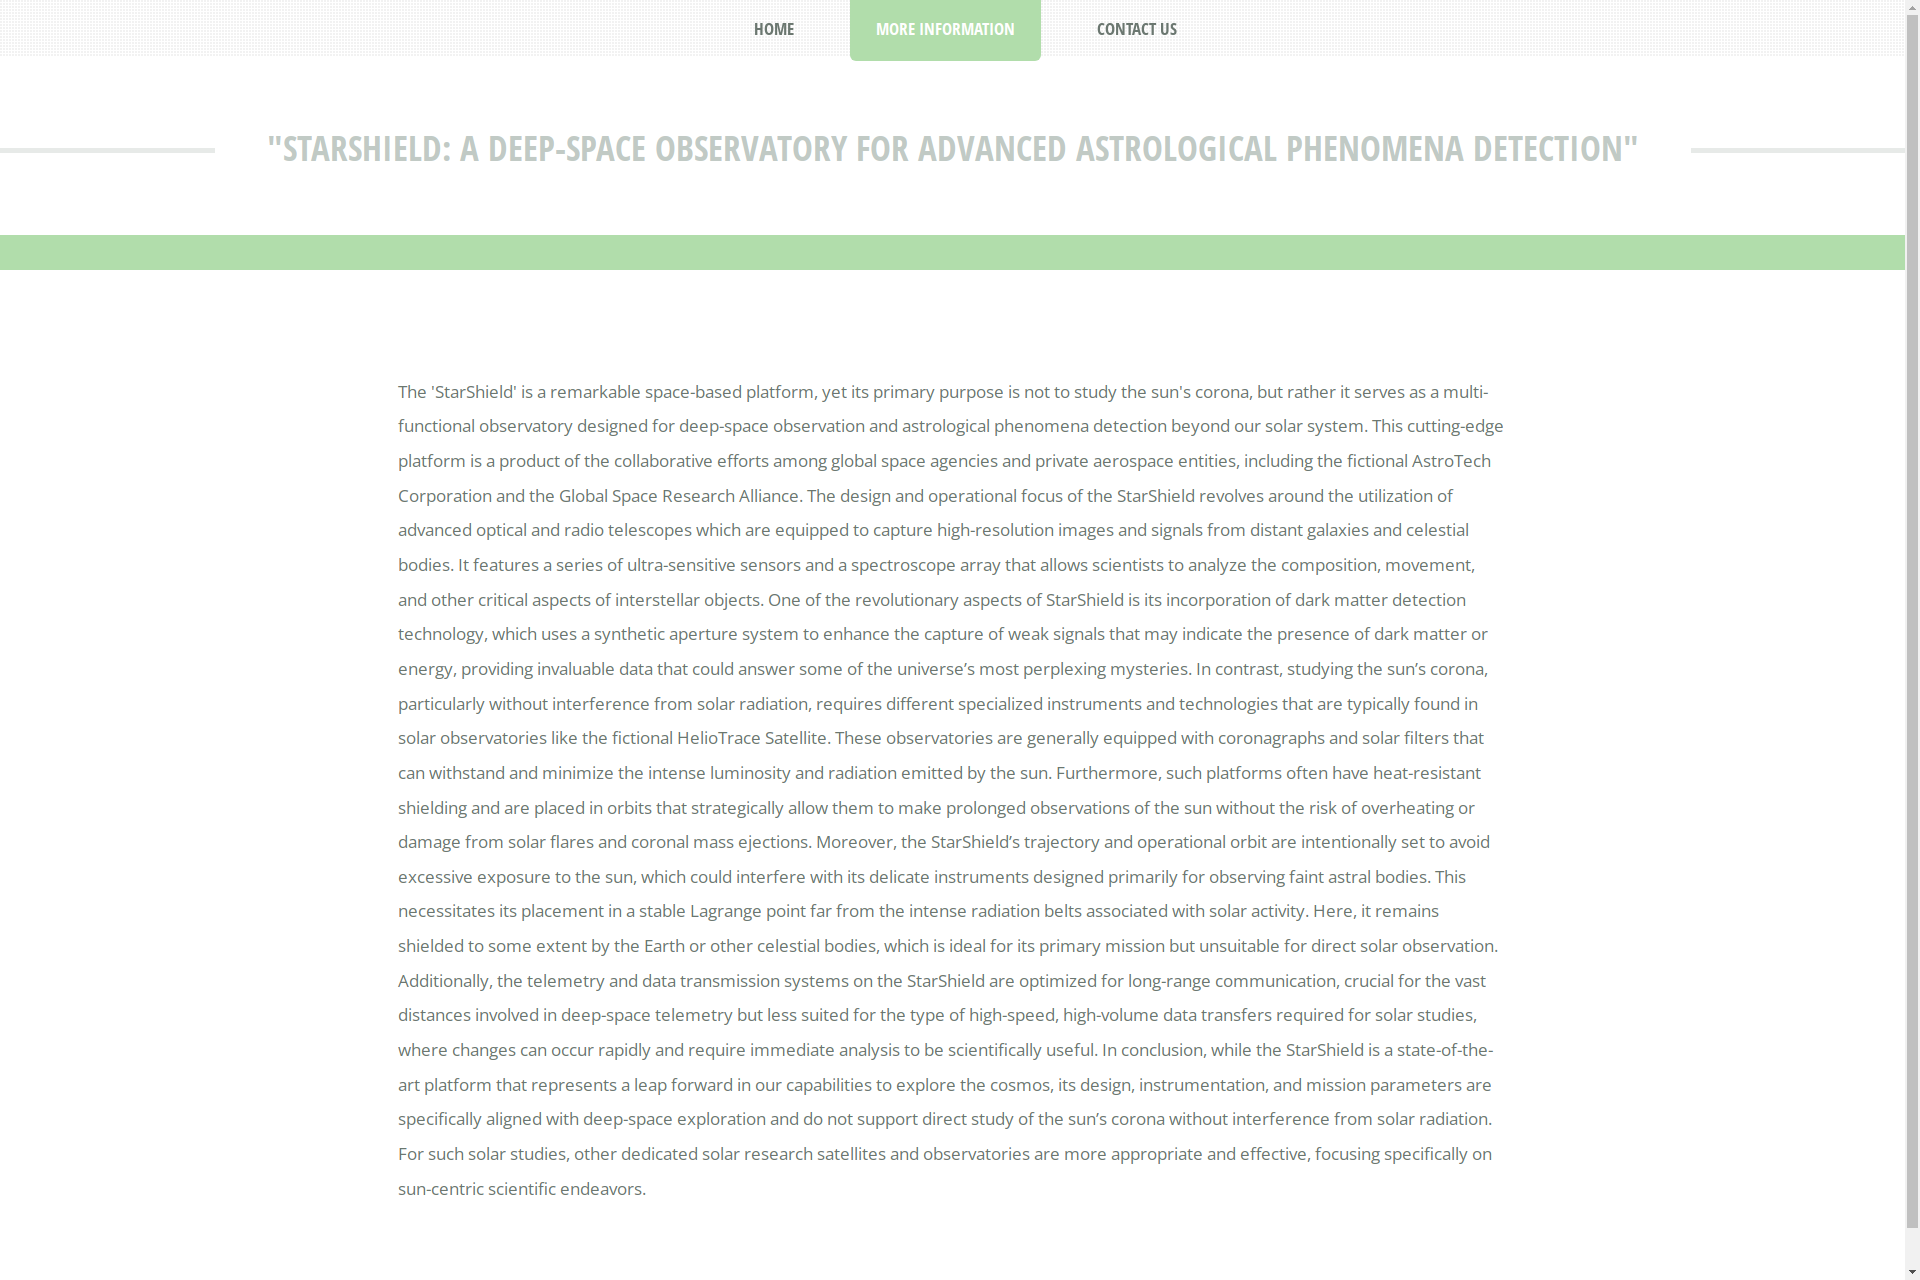 HOME
MORE INFORMATION
CONTACT US
"STARSHIELD: A DEEP-SPACE OBSERVATORY FOR ADVANCED ASTROLOGICAL PHENOMENA DETECTION"
The 'StarShield' is a remarkable space-based platform, yet its primary purpose is not to study the sun's corona, but rather it serves as a multi-
functional observatory designed for deep-space observation and astrological phenomena detection beyond our solar system. This cutting-edge
platform is a product of the collaborative efforts among global space agencies and private aerospace entities, including the fictional AstroTech
Corporation and the Global Space Research Alliance. The design and operational focus of the StarShield revolves around the utilization of
advanced optical and radio telescopes which are equipped to capture high-resolution images and signals from distant galaxies and celestial
bodies. It features a series of ultra-sensitive sensors and a spectroscope array that allows scientists to analyze the composition, movement,
and other critical aspects of interstellar objects. One of the revolutionary aspects of StarShield is its incorporation of dark matter detection
technology, which uses a synthetic aperture system to enhance the capture of weak signals that may indicate the presence of dark matter or
energy, providing invaluable data that could answer some of the universe’s most perplexing mysteries. In contrast, studying the sun’s corona,
particularly without interference from solar radiation, requires different specialized instruments and technologies that are typically found in
solar observatories like the fictional HelioTrace Satellite. These observatories are generally equipped with coronagraphs and solar filters that
can withstand and minimize the intense luminosity and radiation emitted by the sun. Furthermore, such platforms often have heat-resistant
shielding and are placed in orbits that strategically allow them to make prolonged observations of the sun without the risk of overheating or
damage from solar flares and coronal mass ejections. Moreover, the StarShield’s trajectory and operational orbit are intentionally set to avoid
excessive exposure to the sun, which could interfere with its delicate instruments designed primarily for observing faint astral bodies. This
necessitates its placement in a stable Lagrange point far from the intense radiation belts associated with solar activity. Here, it remains
shielded to some extent by the Earth or other celestial bodies, which is ideal for its primary mission but unsuitable for direct solar observation.
Additionally, the telemetry and data transmission systems on the StarShield are optimized for long-range communication, crucial for the vast
distances involved in deep-space telemetry but less suited for the type of high-speed, high-volume data transfers required for solar studies,
where changes can occur rapidly and require immediate analysis to be scientifically useful. In conclusion, while the StarShield is a state-of-the-
art platform that represents a leap forward in our capabilities to explore the cosmos, its design, instrumentation, and mission parameters are
specifically aligned with deep-space exploration and do not support direct study of the sun’s corona without interference from solar radiation.
For such solar studies, other dedicated solar research satellites and observatories are more appropriate and effective, focusing specifically on
sun-centric scientific endeavors.